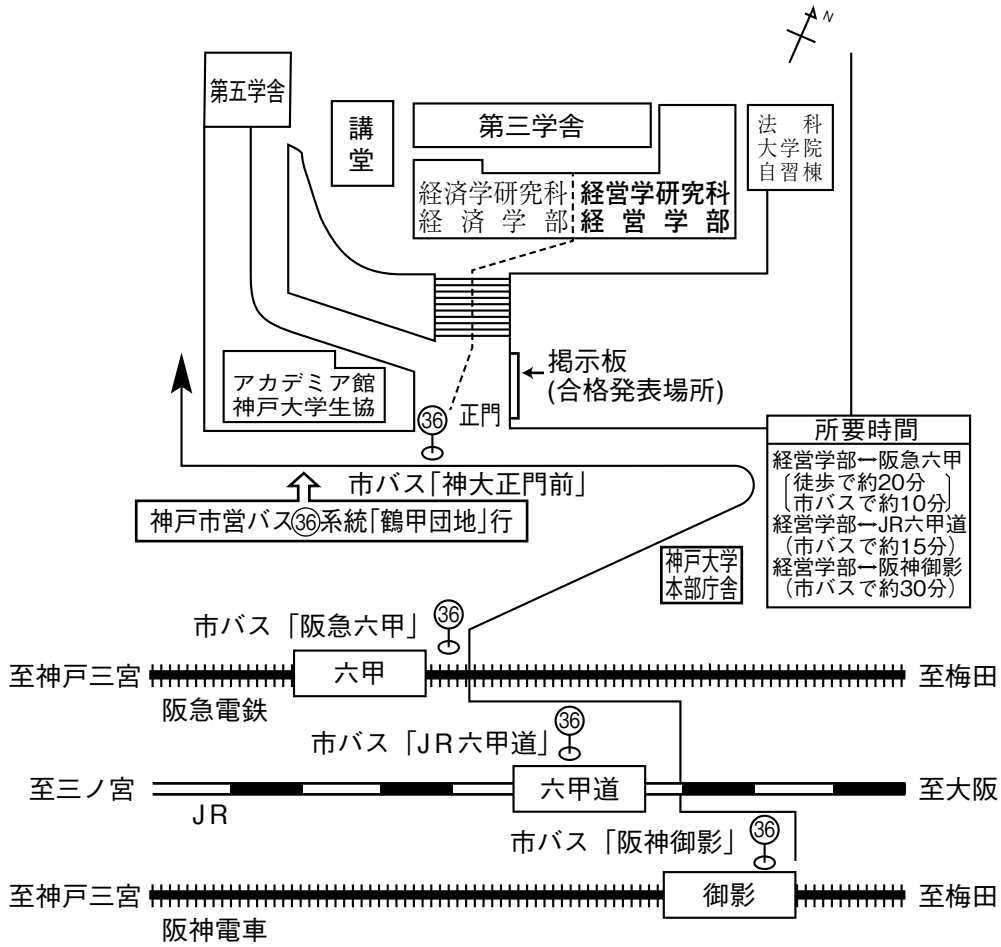 N
第五学舎
講
堂
第三学舎
法科
大学院
自習棟
経済学研究科
経済学部
経営学研究科
経営学部
掲示板
(合格発表場所)
アカデミア館
神戸大学生協
36
正門
市バス「神大正門前」
神戸市営バス36系統「鶴甲団地」行
所要時間
経営学部↔阪急六甲
徒歩で約20分
市バスで約10分
経営学部↔JR六甲道
(市バスで約15分)
経営学部↔阪神御影
(市バスで約30分)
神戸大学
本部庁舎
市バス「阪急六甲」
36
至神戸三宮
六甲
至梅田
阪急電鉄
市バス「JR六甲道」
36
至三ノ宮
六甲道
至大阪
JR
市バス「阪神御影」
36
至神戸三宮
御影
至梅田
阪神電車